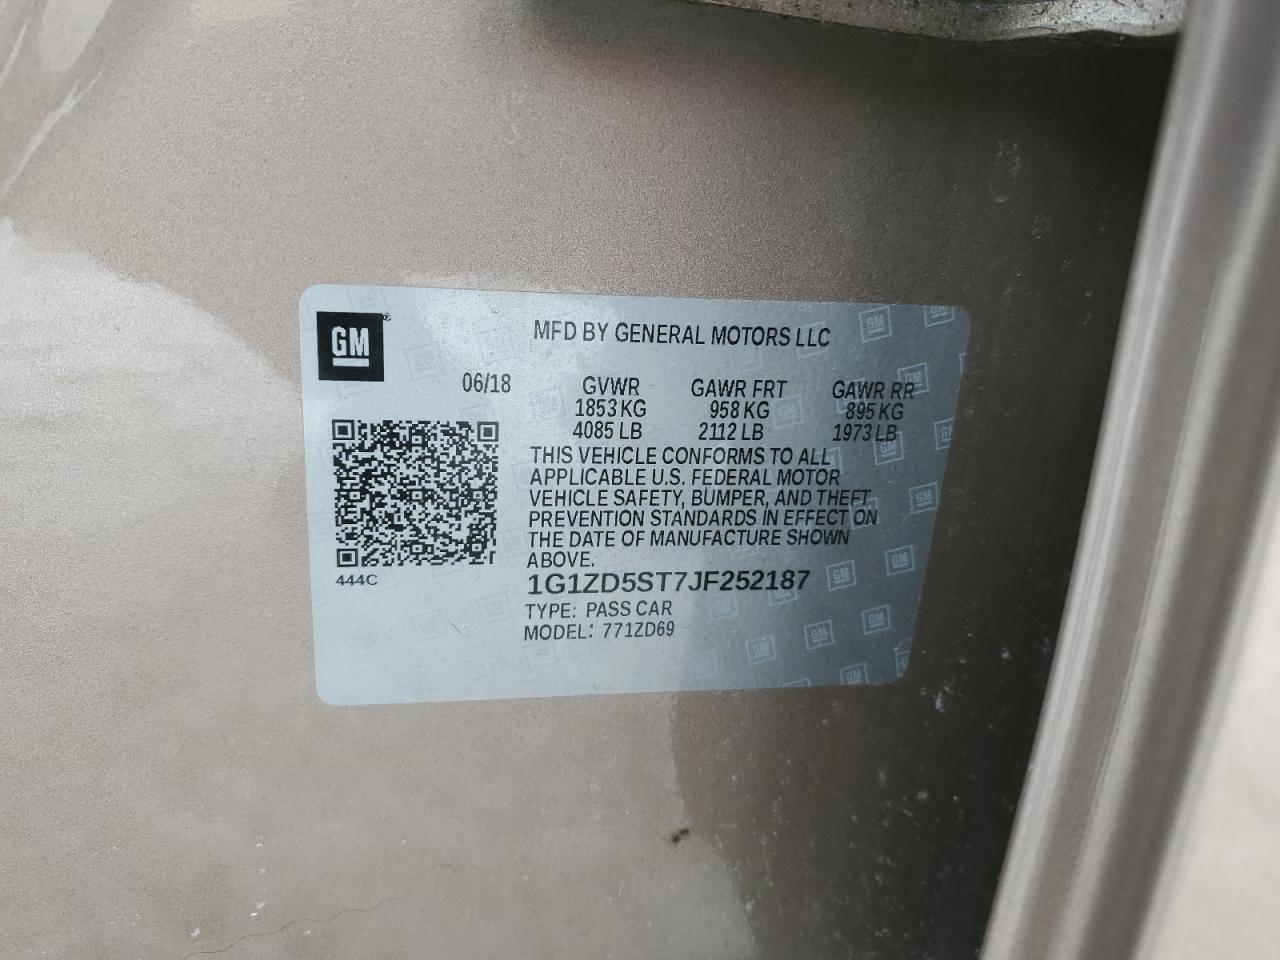 GM®
MFD BY GENERAL MOTORS LLC
06/18 GVWR GAWR FRT GAWR RR
1853 KG 958 KG 895 KG
4085 LB 2112 LB 1973 LB
THIS VEHICLE CONFORMS TO ALL
APPLICABLE U.S. FEDERAL MOTOR
VEHICLE SAFETY, BUMPER, AND THEFT
PREVENTION STANDARDS IN EFFECT ON
THE DATE OF MANUFACTURE SHOWN
ABOVE.
444C
1G1ZD5ST7JF252187
TYPE: PASS CAR
MODEL: 771ZD69